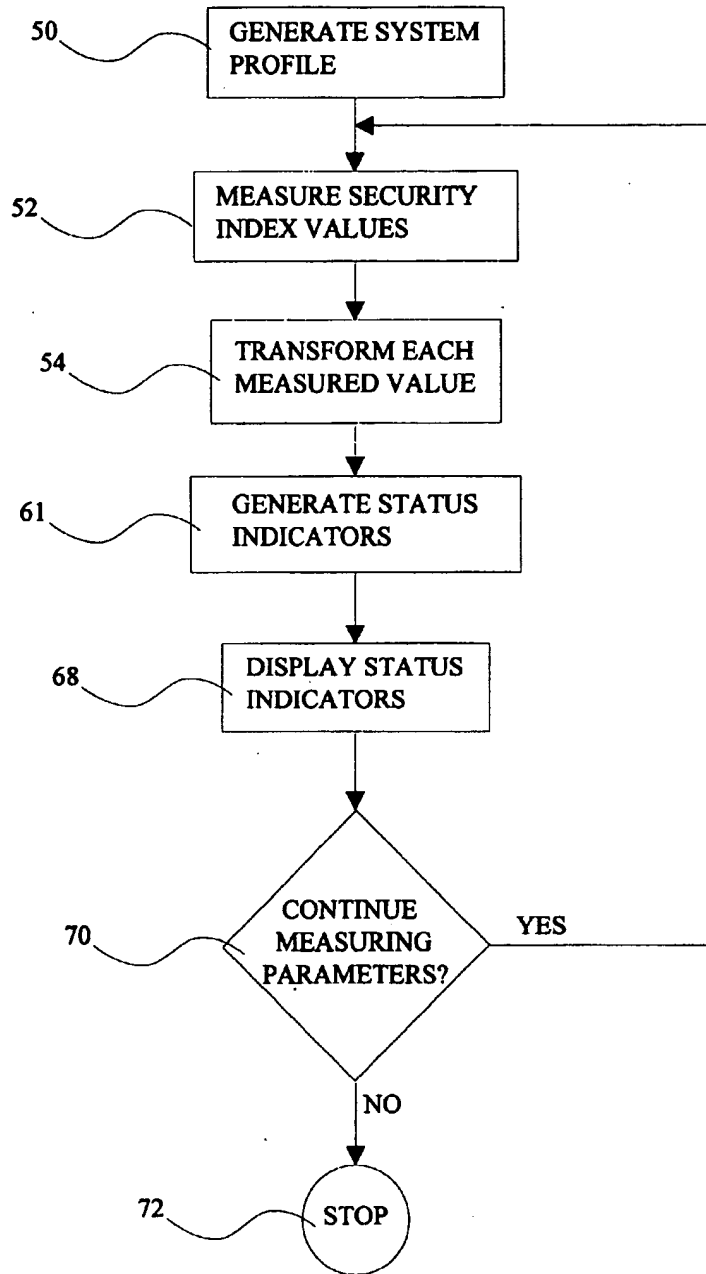 50
GENERATE SYSTEM
PROFILE
52
MEASURE SECURITY
INDEX VALUES
54
TRANSFORM EACH
MEASURED VALUE
61
GENERATE STATUS
INDICATORS
68
DISPLAY STATUS
INDICATORS
70
CONTINUE
MEASURING
PARAMETERS?
YES
NO
72
STOP